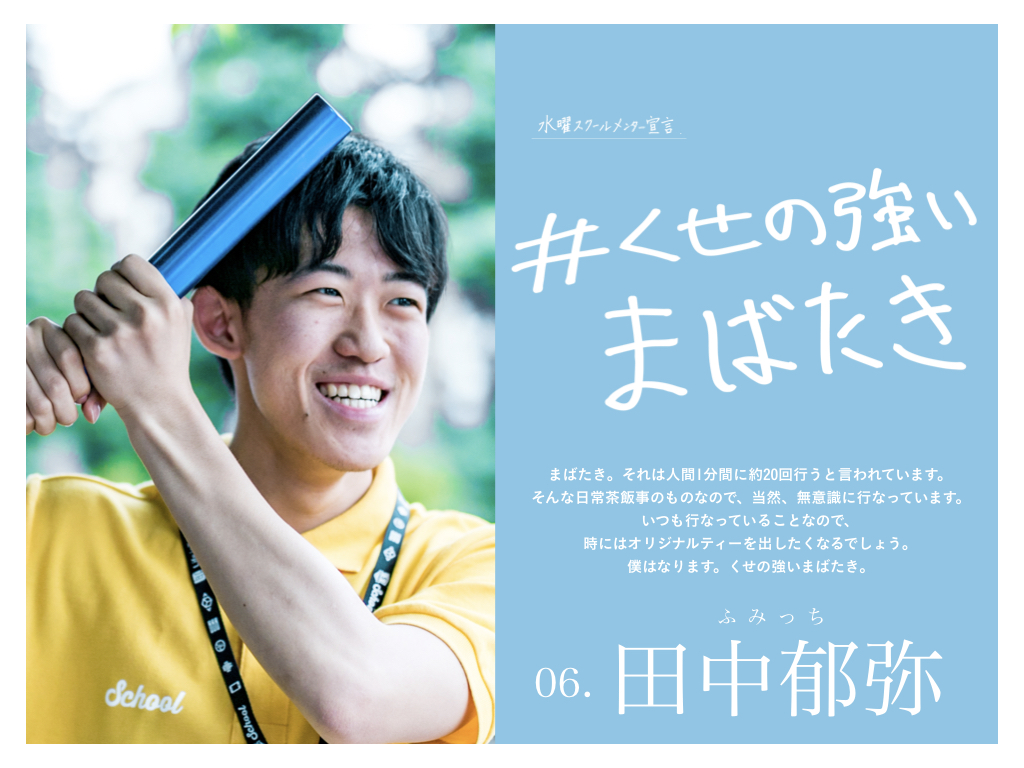 水曜スクールメンター宣言
#くせの強い
まばたき
まばたき。それは人間1分間に約20回行うと言われています。
そんな日常茶飯事のものなので、当然、無意識に行なっています。
いつも行なっていることなので、
時にはオリジナルティーを出したくなるでしょう。
僕はなります。くせの強いまばたき。
ふみっち
06. 田中郁弥
School
School
School